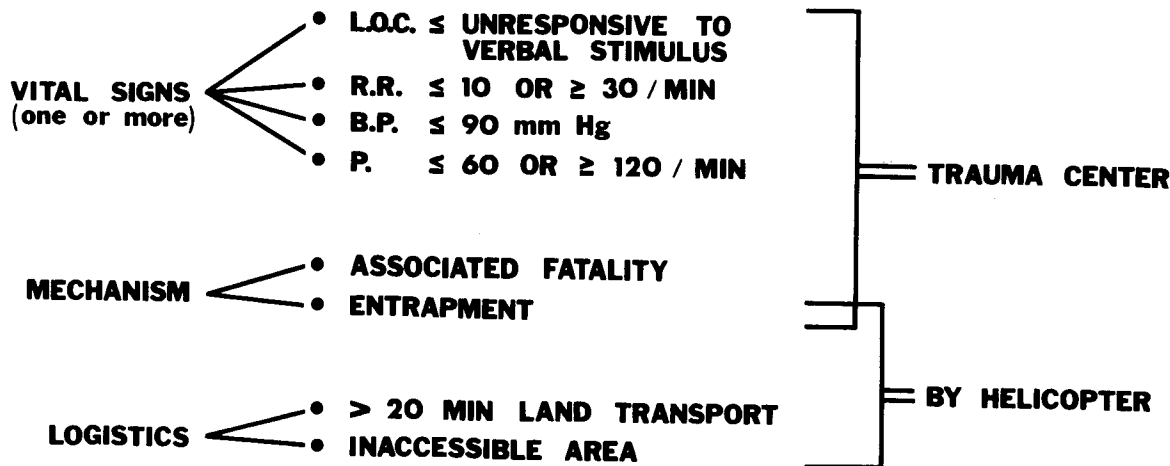 • L.O.C. ≤ UNRESPONSIVE TO
VERBAL STIMULUS
VITAL SIGNS
(one or more)
• R.R. ≤ 10 OR ≥ 30 / MIN
• B.P. ≤ 90 mm Hg
• P. ≤ 60 OR ≥ 120 / MIN
TRAUMA CENTER
MECHANISM
• ASSOCIATED FATALITY
• ENTRAPMENT
BY HELICOPTER
LOGISTICS
• > 20 MIN LAND TRANSPORT
• INACCESSIBLE AREA